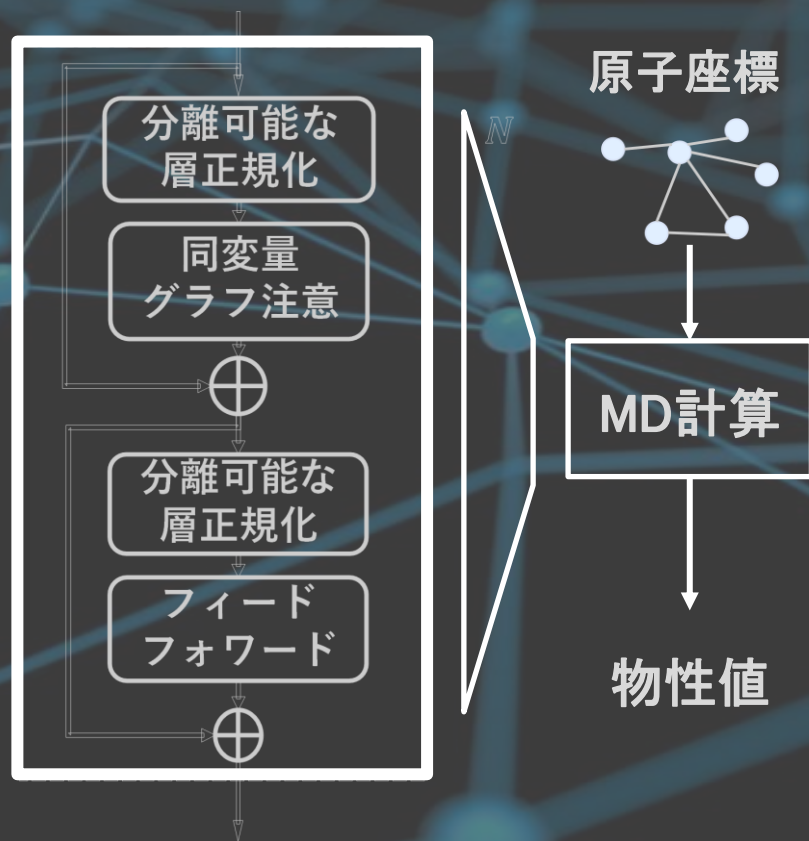 分離可能な
層正規化
同変量
グラフ注意
分離可能な
層正規化
フィード
フォワード
N
原子座標
MD計算
物性値